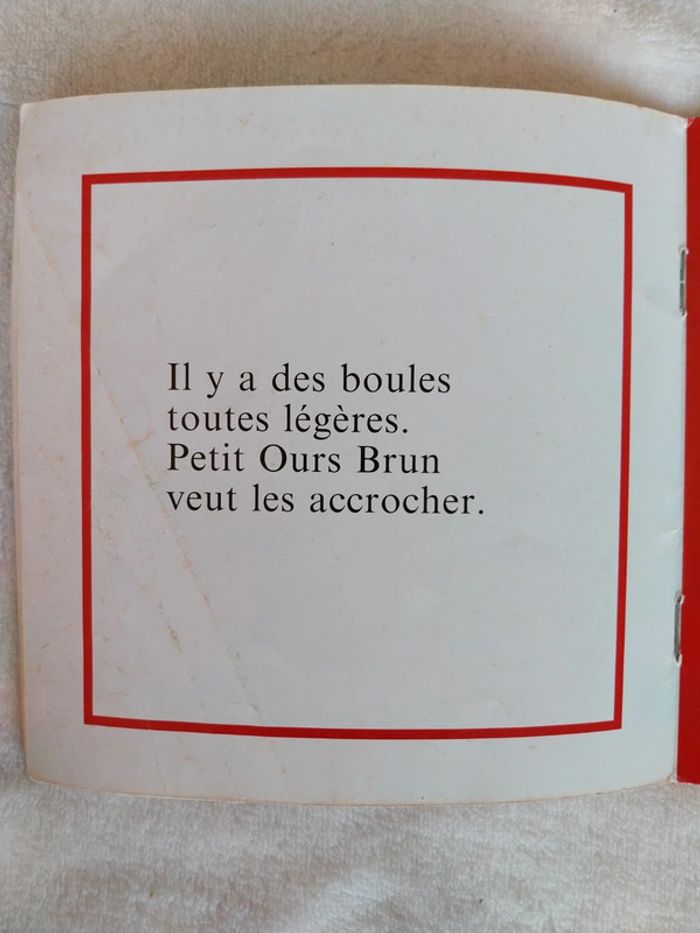 Il y a des boules
toutes légères.
Petit Ours Brun
veut les accrocher.